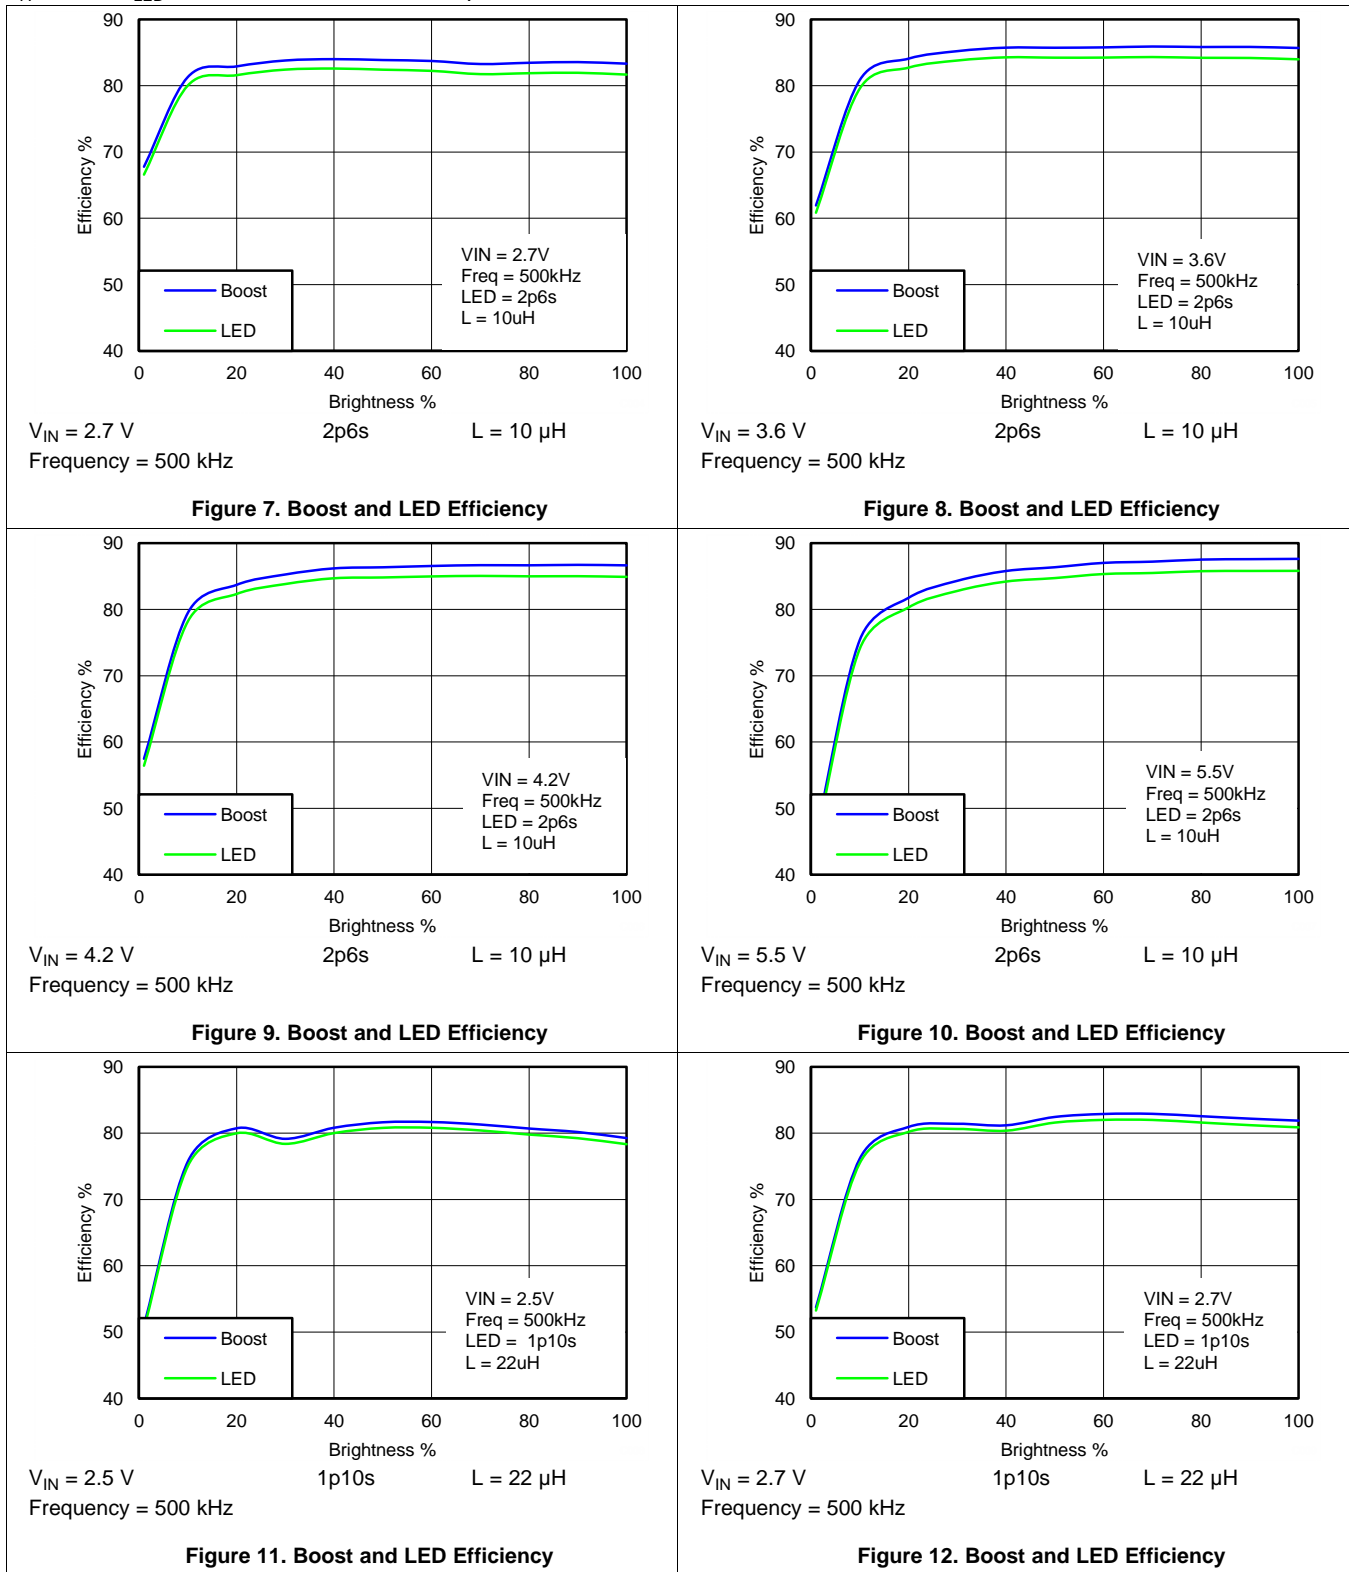 LED
90
80
70
60
50
40
Efficiency %
Boost
LED
VIN = 2.7V
Freq = 500kHz
LED = 2p6s
L = 10uH
0 20 40 60 80 100
Brightness %
VIN = 2.7 V 2p6s L = 10 µH
Frequency = 500 kHz
Figure 7. Boost and LED Efficiency
90
80
70
60
50
40
Efficiency %
Boost
LED
VIN = 3.6V
Freq = 500kHz
LED = 2p6s
L = 10uH
0 20 40 60 80 100
Brightness %
VIN = 3.6 V 2p6s L = 10 µH
Frequency = 500 kHz
Figure 8. Boost and LED Efficiency
90
80
70
60
50
40
Efficiency %
Boost
LED
VIN = 4.2V
Freq = 500kHz
LED = 2p6s
L = 10uH
0 20 40 60 80 100
Brightness %
VIN = 4.2 V 2p6s L = 10 µH
Frequency = 500 kHz
Figure 9. Boost and LED Efficiency
90
80
70
60
50
40
Efficiency %
Boost
LED
VIN = 5.5V
Freq = 500kHz
LED = 2p6s
L = 10uH
0 20 40 60 80 100
Brightness %
VIN = 5.5 V 2p6s L = 10 µH
Frequency = 500 kHz
Figure 10. Boost and LED Efficiency
90
80
70
60
50
40
Efficiency %
Boost
LED
VIN = 2.5V
Freq = 500kHz
LED = 1p10s
L = 22uH
0 20 40 60 80 100
Brightness %
VIN = 2.5 V 1p10s L = 22 µH
Frequency = 500 kHz
Figure 11. Boost and LED Efficiency
90
80
70
60
50
40
Efficiency %
Boost
LED
VIN = 2.7V
Freq = 500kHz
LED = 1p10s
L = 22uH
0 20 40 60 80 100
Brightness %
VIN = 2.7 V 1p10s L = 22 µH
Frequency = 500 kHz
Figure 12. Boost and LED Efficiency